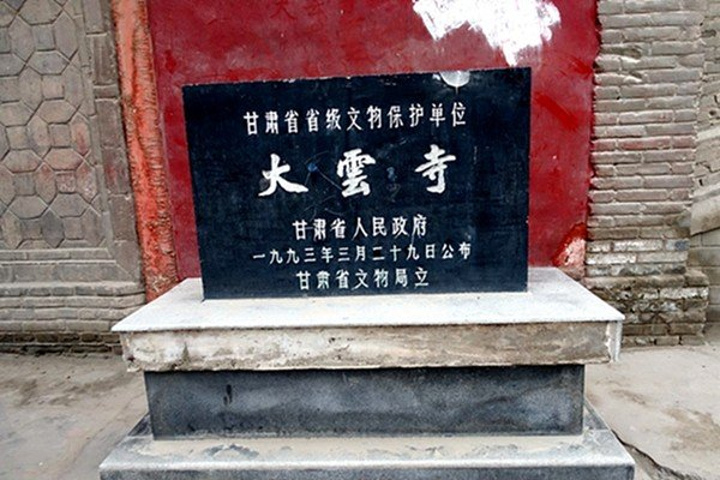 甘肃省省级文物保护单位
大雲寺
甘肃省人民政府
一九九三年三月二十九日公布
甘肃省文物局立